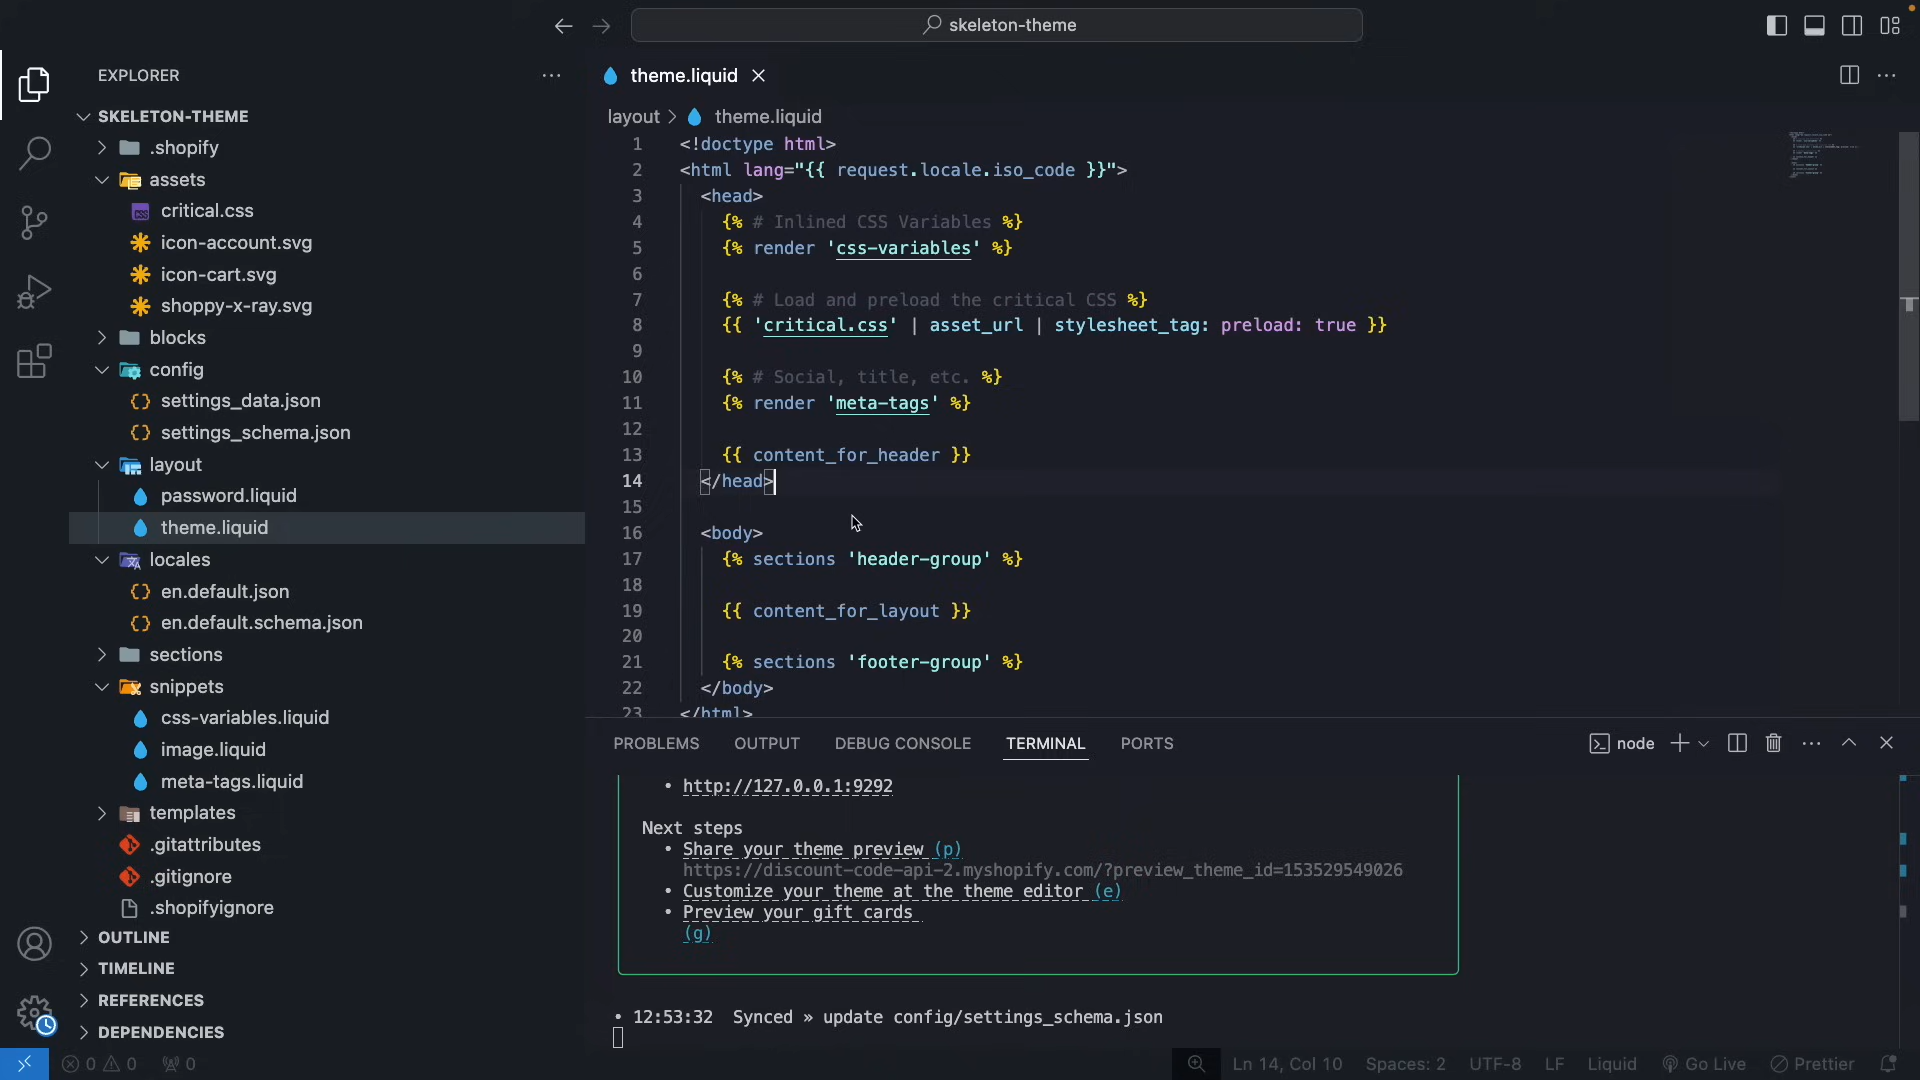 skeleton-theme
EXPLORER
SKELETON-THEME
.shopify
assets
critical.css
icon-account.svg
icon-cart.svg
shoppy-x-ray.svg
blocks
config
settings_data.json
settings_schema.json
layout
password.liquid
theme.liquid
locales
en.default.json
en.default.schema.json
sections
snippets
css-variables.liquid
image.liquid
meta-tags.liquid
templates
.gitattributes
.gitignore
.shopifyignore
OUTLINE
TIMELINE
REFERENCES
DEPENDENCIES
theme.liquid
layout > theme.liquid
1 <!doctype html>
2 <html lang="{{ request.locale.iso_code }}">
3 <head>
4 {% # Inlined CSS Variables %}
5 {% render 'css-variables' %}
6
7 {% # Load and preload the critical CSS %}
8 {{ 'critical.css' | asset_url | stylesheet_tag: preload: true }}
9
10 {% # Social, title, etc. %}
11 {% render 'meta-tags' %}
12
13 {{ content_for_header }}
14 </head>
15
16 <body>
17 {% sections 'header-group' %}
18
19 {{ content_for_layout }}
20
21 {% sections 'footer-group' %}
22 </body>
23 </html>
PROBLEMS OUTPUT DEBUG CONSOLE TERMINAL PORTS node
• http://127.0.0.1:9292
Next steps
• Share your theme preview (p)
https://discount-code-api-2.myshopify.com/?preview_theme_id=153529549026
• Customize your theme at the theme editor (e)
• Preview your gift cards
(g)
• 12:53:32 Synced » update config/settings_schema.json
0 0 0 Ln 14, Col 10 Spaces: 2 UTF-8 LF Liquid Go Live Prettier